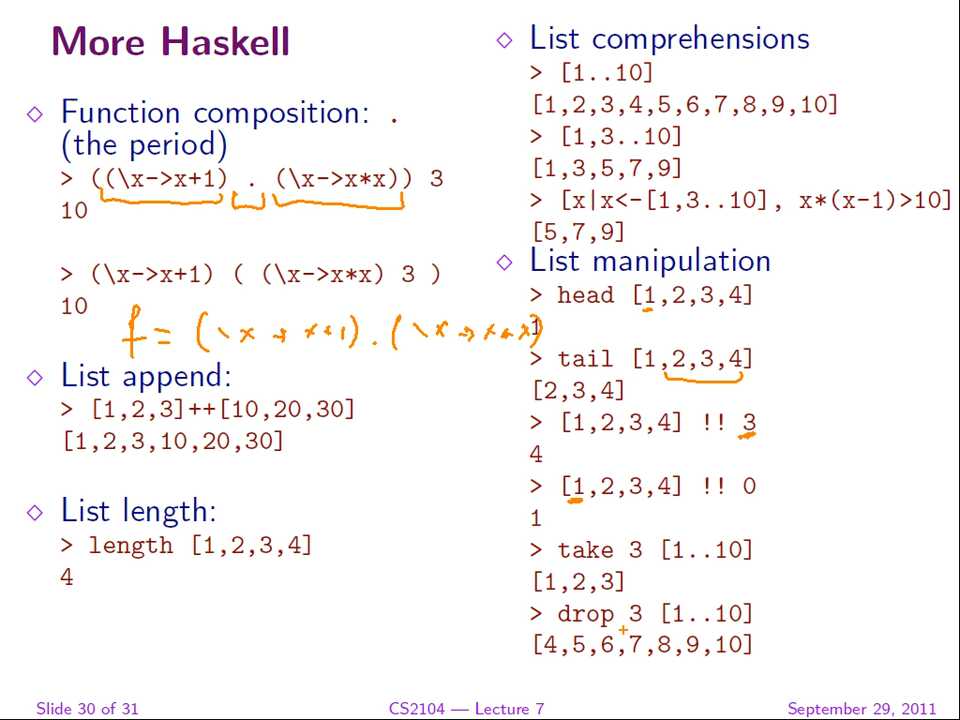 More Haskell
◇ Function composition: .
(the period)
> ((\x->x+1) . (\x->x*x)) 3
10
> (\x->x+1) ( (\x->x*x) 3 )
10
f = (\x → x+1) . (\x → x*x)
◇ List append:
> [1,2,3]++[10,20,30]
[1,2,3,10,20,30]
◇ List length:
> length [1,2,3,4]
4
◇ List comprehensions
> [1..10]
[1,2,3,4,5,6,7,8,9,10]
> [1,3..10]
[1,3,5,7,9]
> [x|x<-[1,3..10], x*(x-1)>10]
[5,7,9]
◇ List manipulation
> head [1,2,3,4]
1
> tail [1,2,3,4]
[2,3,4]
> [1,2,3,4] !! 3
4
> [1,2,3,4] !! 0
1
> take 3 [1..10]
[1,2,3]
> drop 3 [1..10]
[4,5,6,7,8,9,10]
Slide 30 of 31
CS2104 — Lecture 7
September 29, 2011